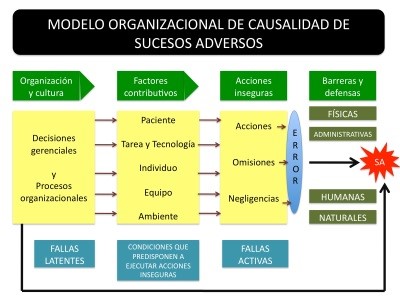 MODELO ORGANIZACIONAL DE CAUSALIDAD DE
SUCESOS ADVERSOS
Organización
y cultura
Factores
contributivos
Acciones
inseguras
Barreras y
defensas
Decisiones
gerenciales
y
Procesos
organizacionales
Paciente
Tarea y Tecnología
Individuo
Equipo
Ambiente
Acciones
Omisiones
Negligencias
ERROR
FÍSICAS
ADMINISTRATIVAS
SA
HUMANAS
NATURALES
FALLAS
LATENTES
CONDICIONES QUE
PREDISPONEN A
EJECUTAR ACCIONES
INSEGURAS
FALLAS
ACTIVAS